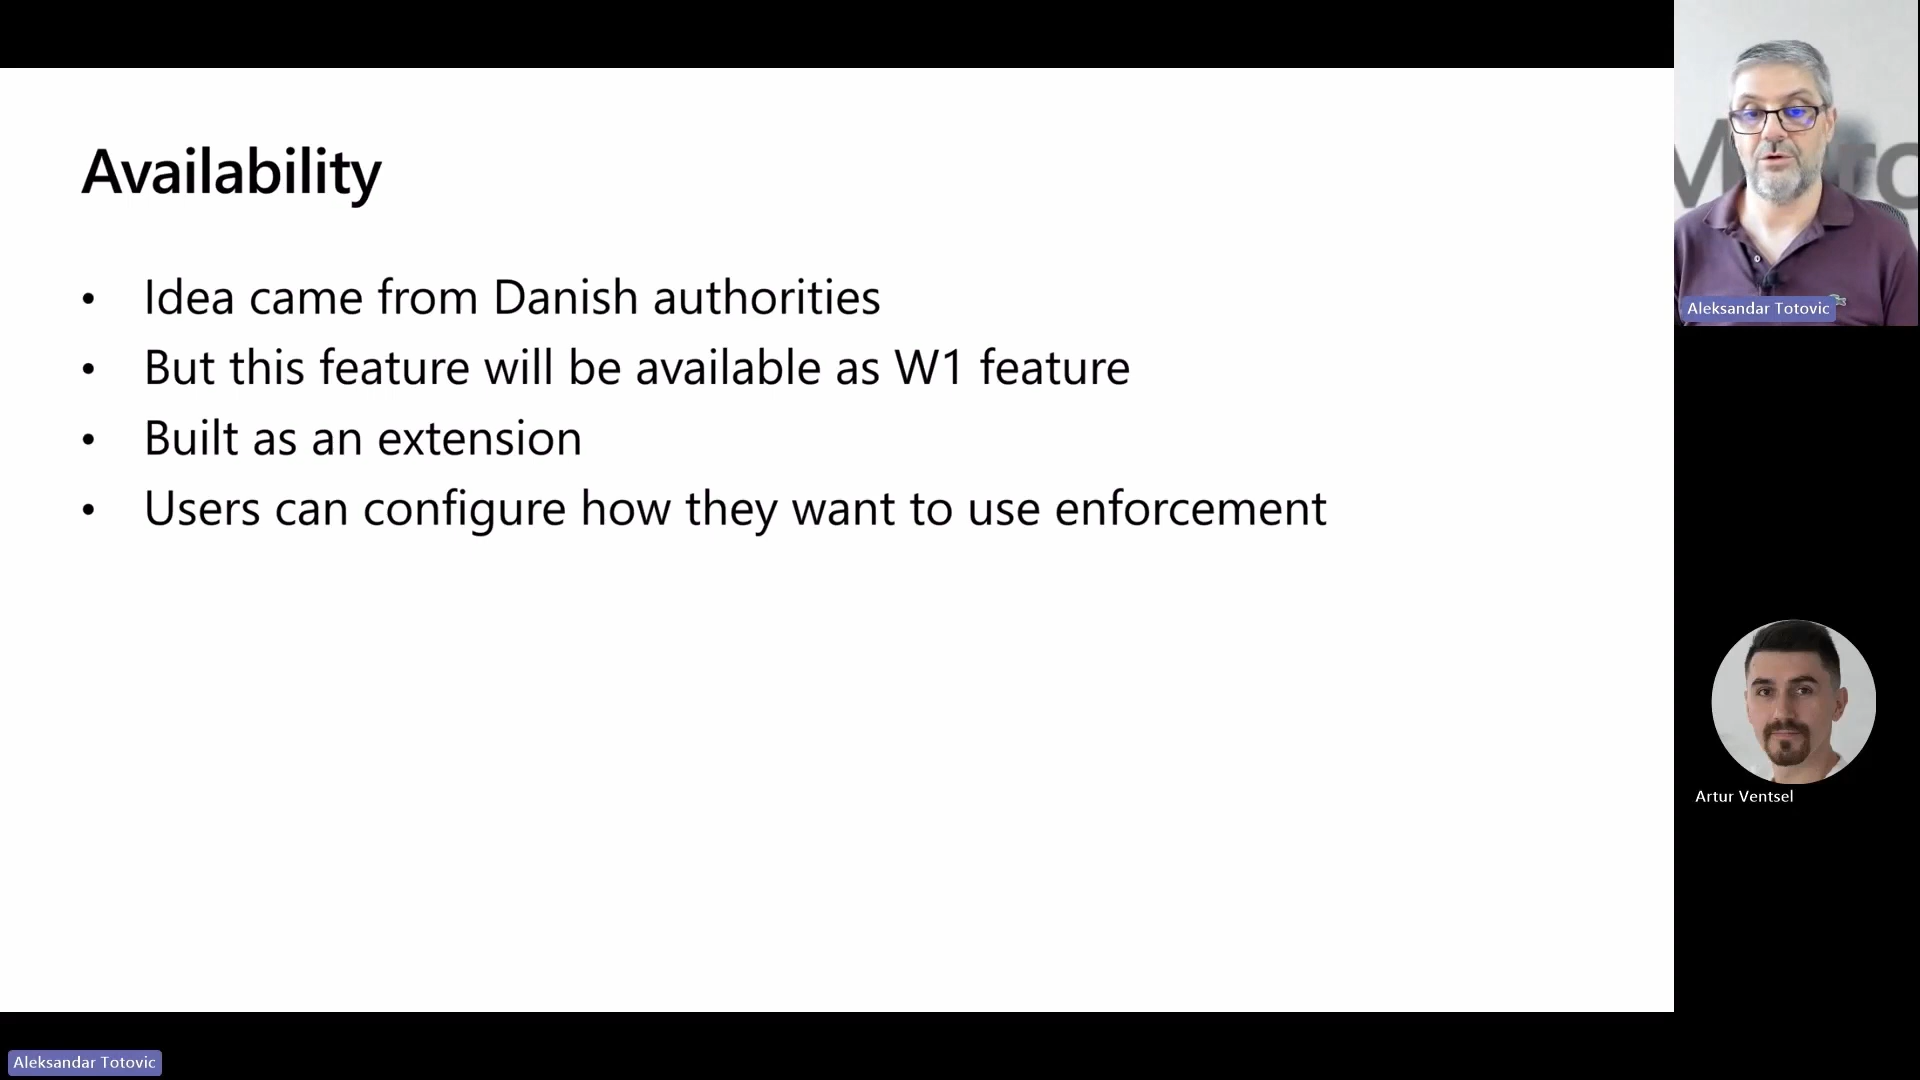 Availability
• Idea came from Danish authorities
• But this feature will be available as W1 feature
• Built as an extension
• Users can configure how they want to use enforcement
Aleksandar Totovic
Artur Ventsel
Aleksandar Totovic